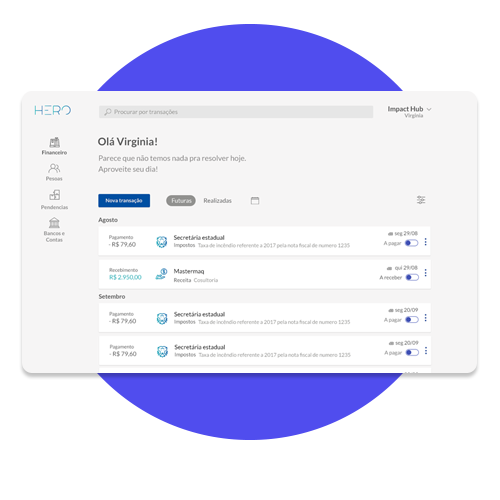 HERO
Procurar por transações
Impact Hub
Virginia
Financeiro
Pessoas
Pendencias
Bancos e
Contas
Olá Virginia!
Parece que não temos nada pra resolver hoje.
Aproveite seu dia!
Nova transação
Futuras
Realizadas
Agosto
Pagamento
- R$ 79,60
Secretária estadual
Impostos Taxa de incêndio referente a 2017 pela nota fiscal de numero 1235
seg 29/08
A pagar
Recebimento
R$ 2.950,00
Mastermaq
Receita Cosultoria
qui 29/08
A receber
Setembro
Pagamento
- R$ 79,60
Secretária estadual
Impostos Taxa de incêndio referente a 2017 pela nota fiscal de numero 1235
seg 20/09
A pagar
Pagamento
- R$ 79,60
Secretária estadual
Impostos Taxa de incêndio referente a 2017 pela nota fiscal de numero 1235
seg 20/09
A pagar